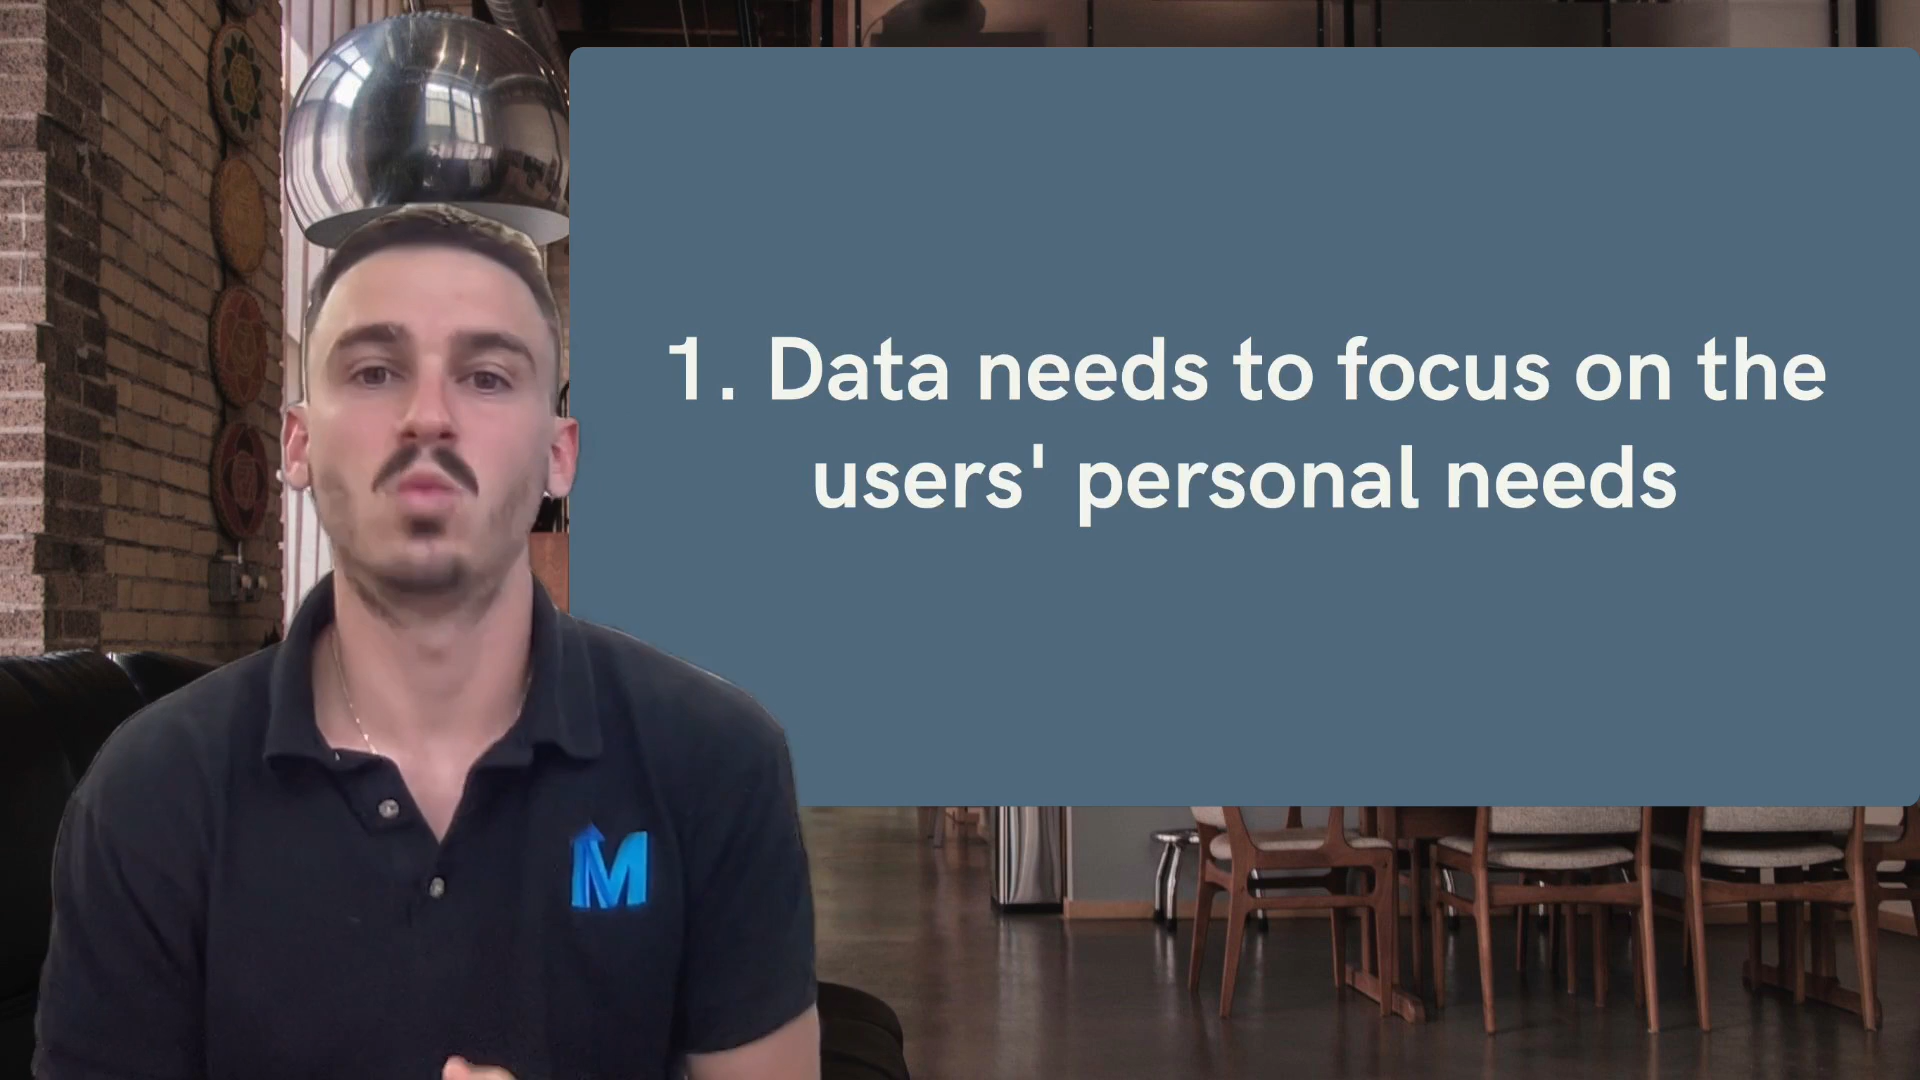 1. Data needs to focus on the
users' personal needs
M